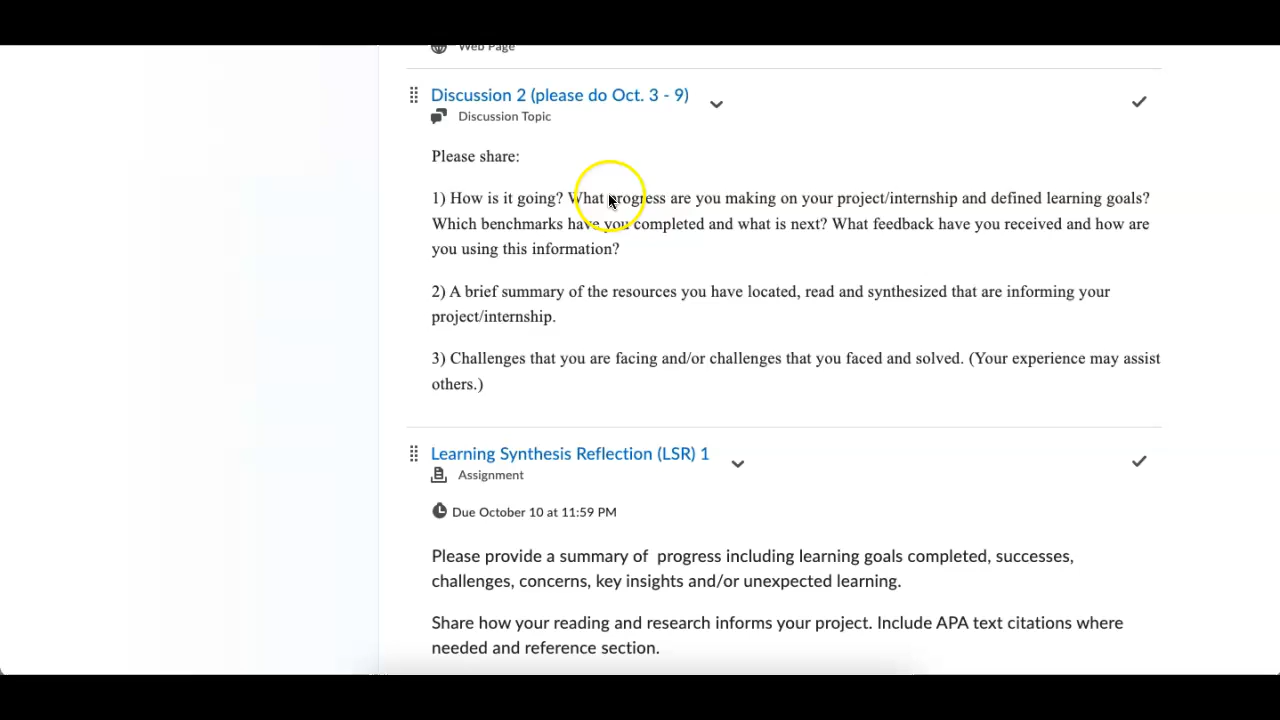 Web Page
Discussion 2 (please do Oct. 3 - 9)
Discussion Topic
Please share:
1) How is it going? What progress are you making on your project/internship and defined learning goals?
Which benchmarks have you completed and what is next? What feedback have you received and how are
you using this information?
2) A brief summary of the resources you have located, read and synthesized that are informing your
project/internship.
3) Challenges that you are facing and/or challenges that you faced and solved. (Your experience may assist
others.)
Learning Synthesis Reflection (LSR) 1
Assignment
Due October 10 at 11:59 PM
Please provide a summary of  progress including learning goals completed, successes,
challenges, concerns, key insights and/or unexpected learning.
Share how your reading and research informs your project. Include APA text citations where
needed and reference section.